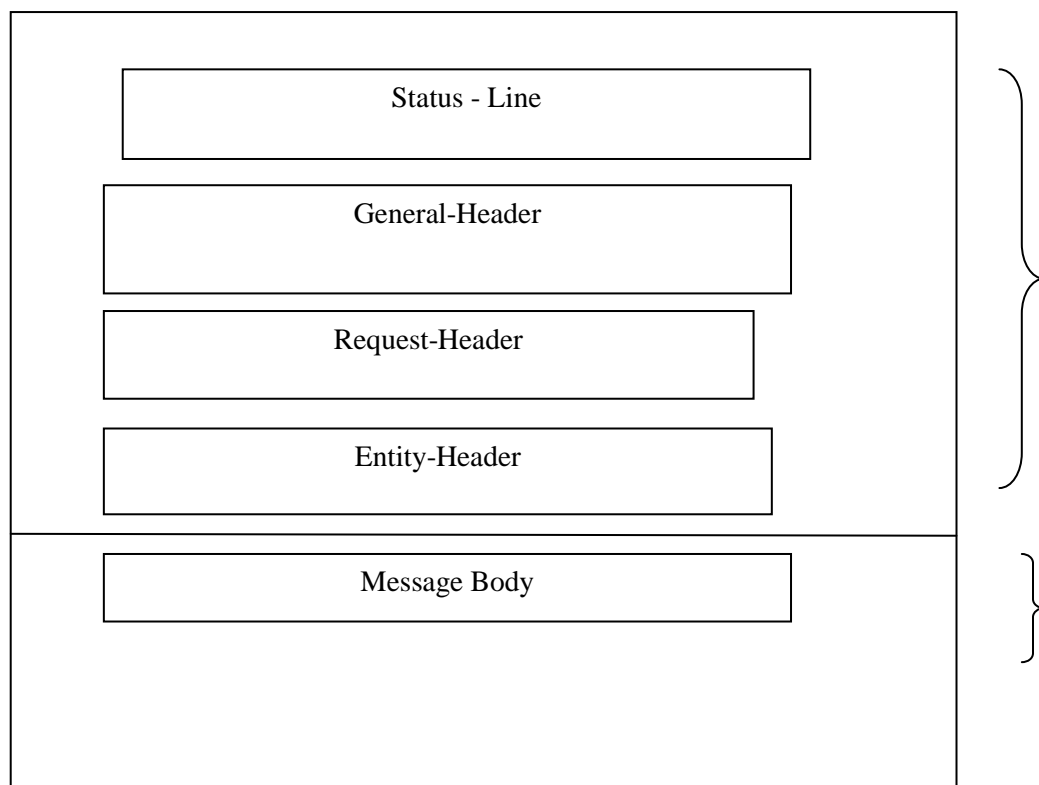 Status - Line
General-Header
Request-Header
Entity-Header
Message Body